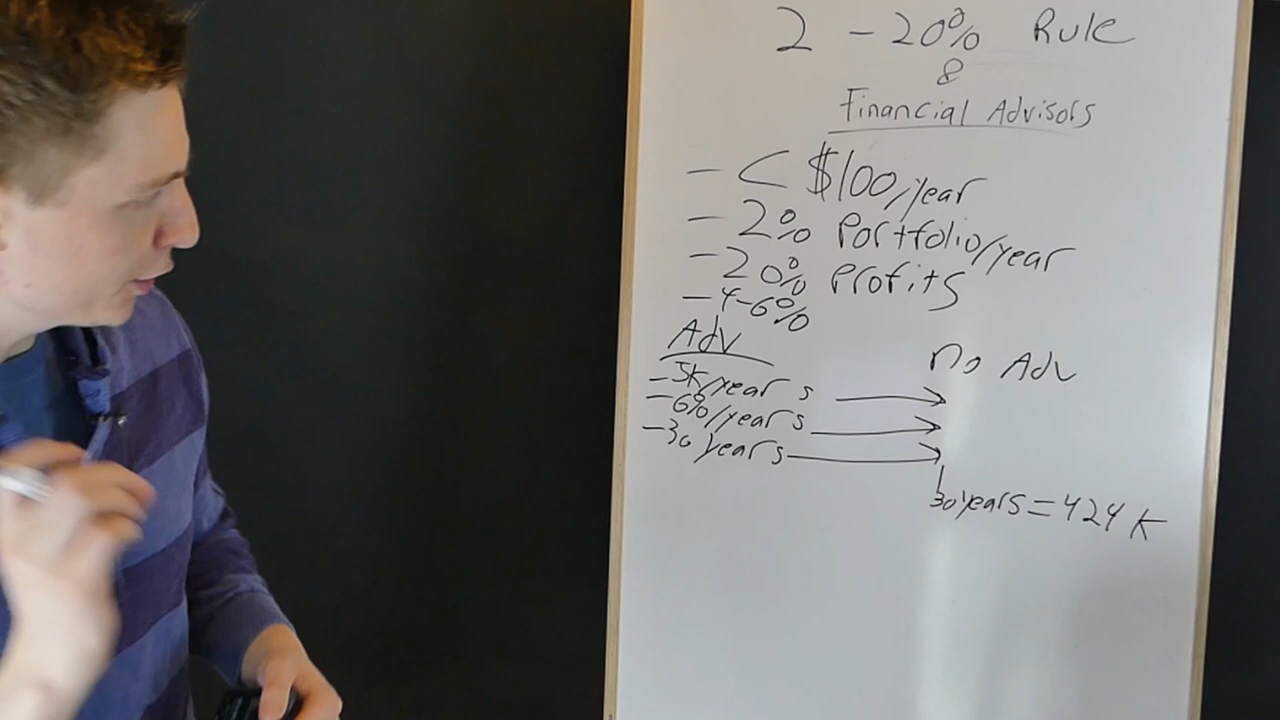 2 - 20% Rule
&
Financial Advisors
- < $100/year
- 2% Portfolio/year
- 20% Profits
- 4-6%
Adv
No Adv
- 5K/years
- 6%/years
- 30 years
30 years = 424 K